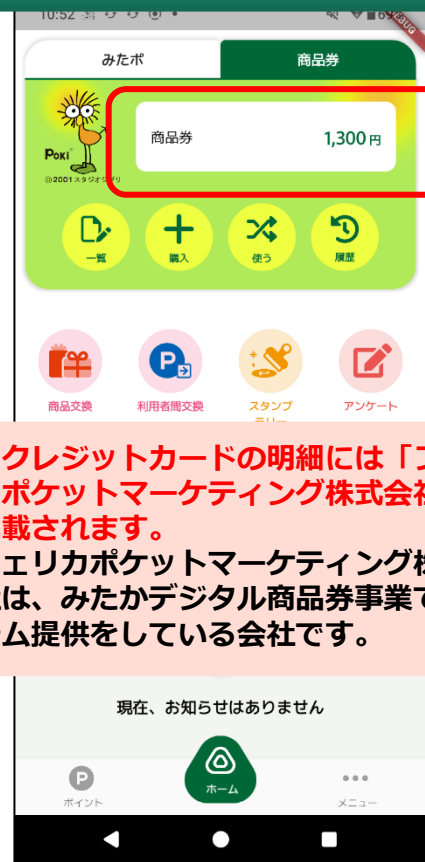 10:52
みたポ
商品券
商品券
1,300 円
POKI
©2001 スタジオジブリ
一覧
購入
使う
履歴
商品交換
利用者間交換
スタンプ
アンケート
クレジットカードの明細には「フ
ポケットマーケティング株式会社
載されます。
ェリカポケットマーケティング株
は、みたかデジタル商品券事業で
ム提供をしている会社です。
現在、お知らせはありません
ポイント
ホーム
メニュー